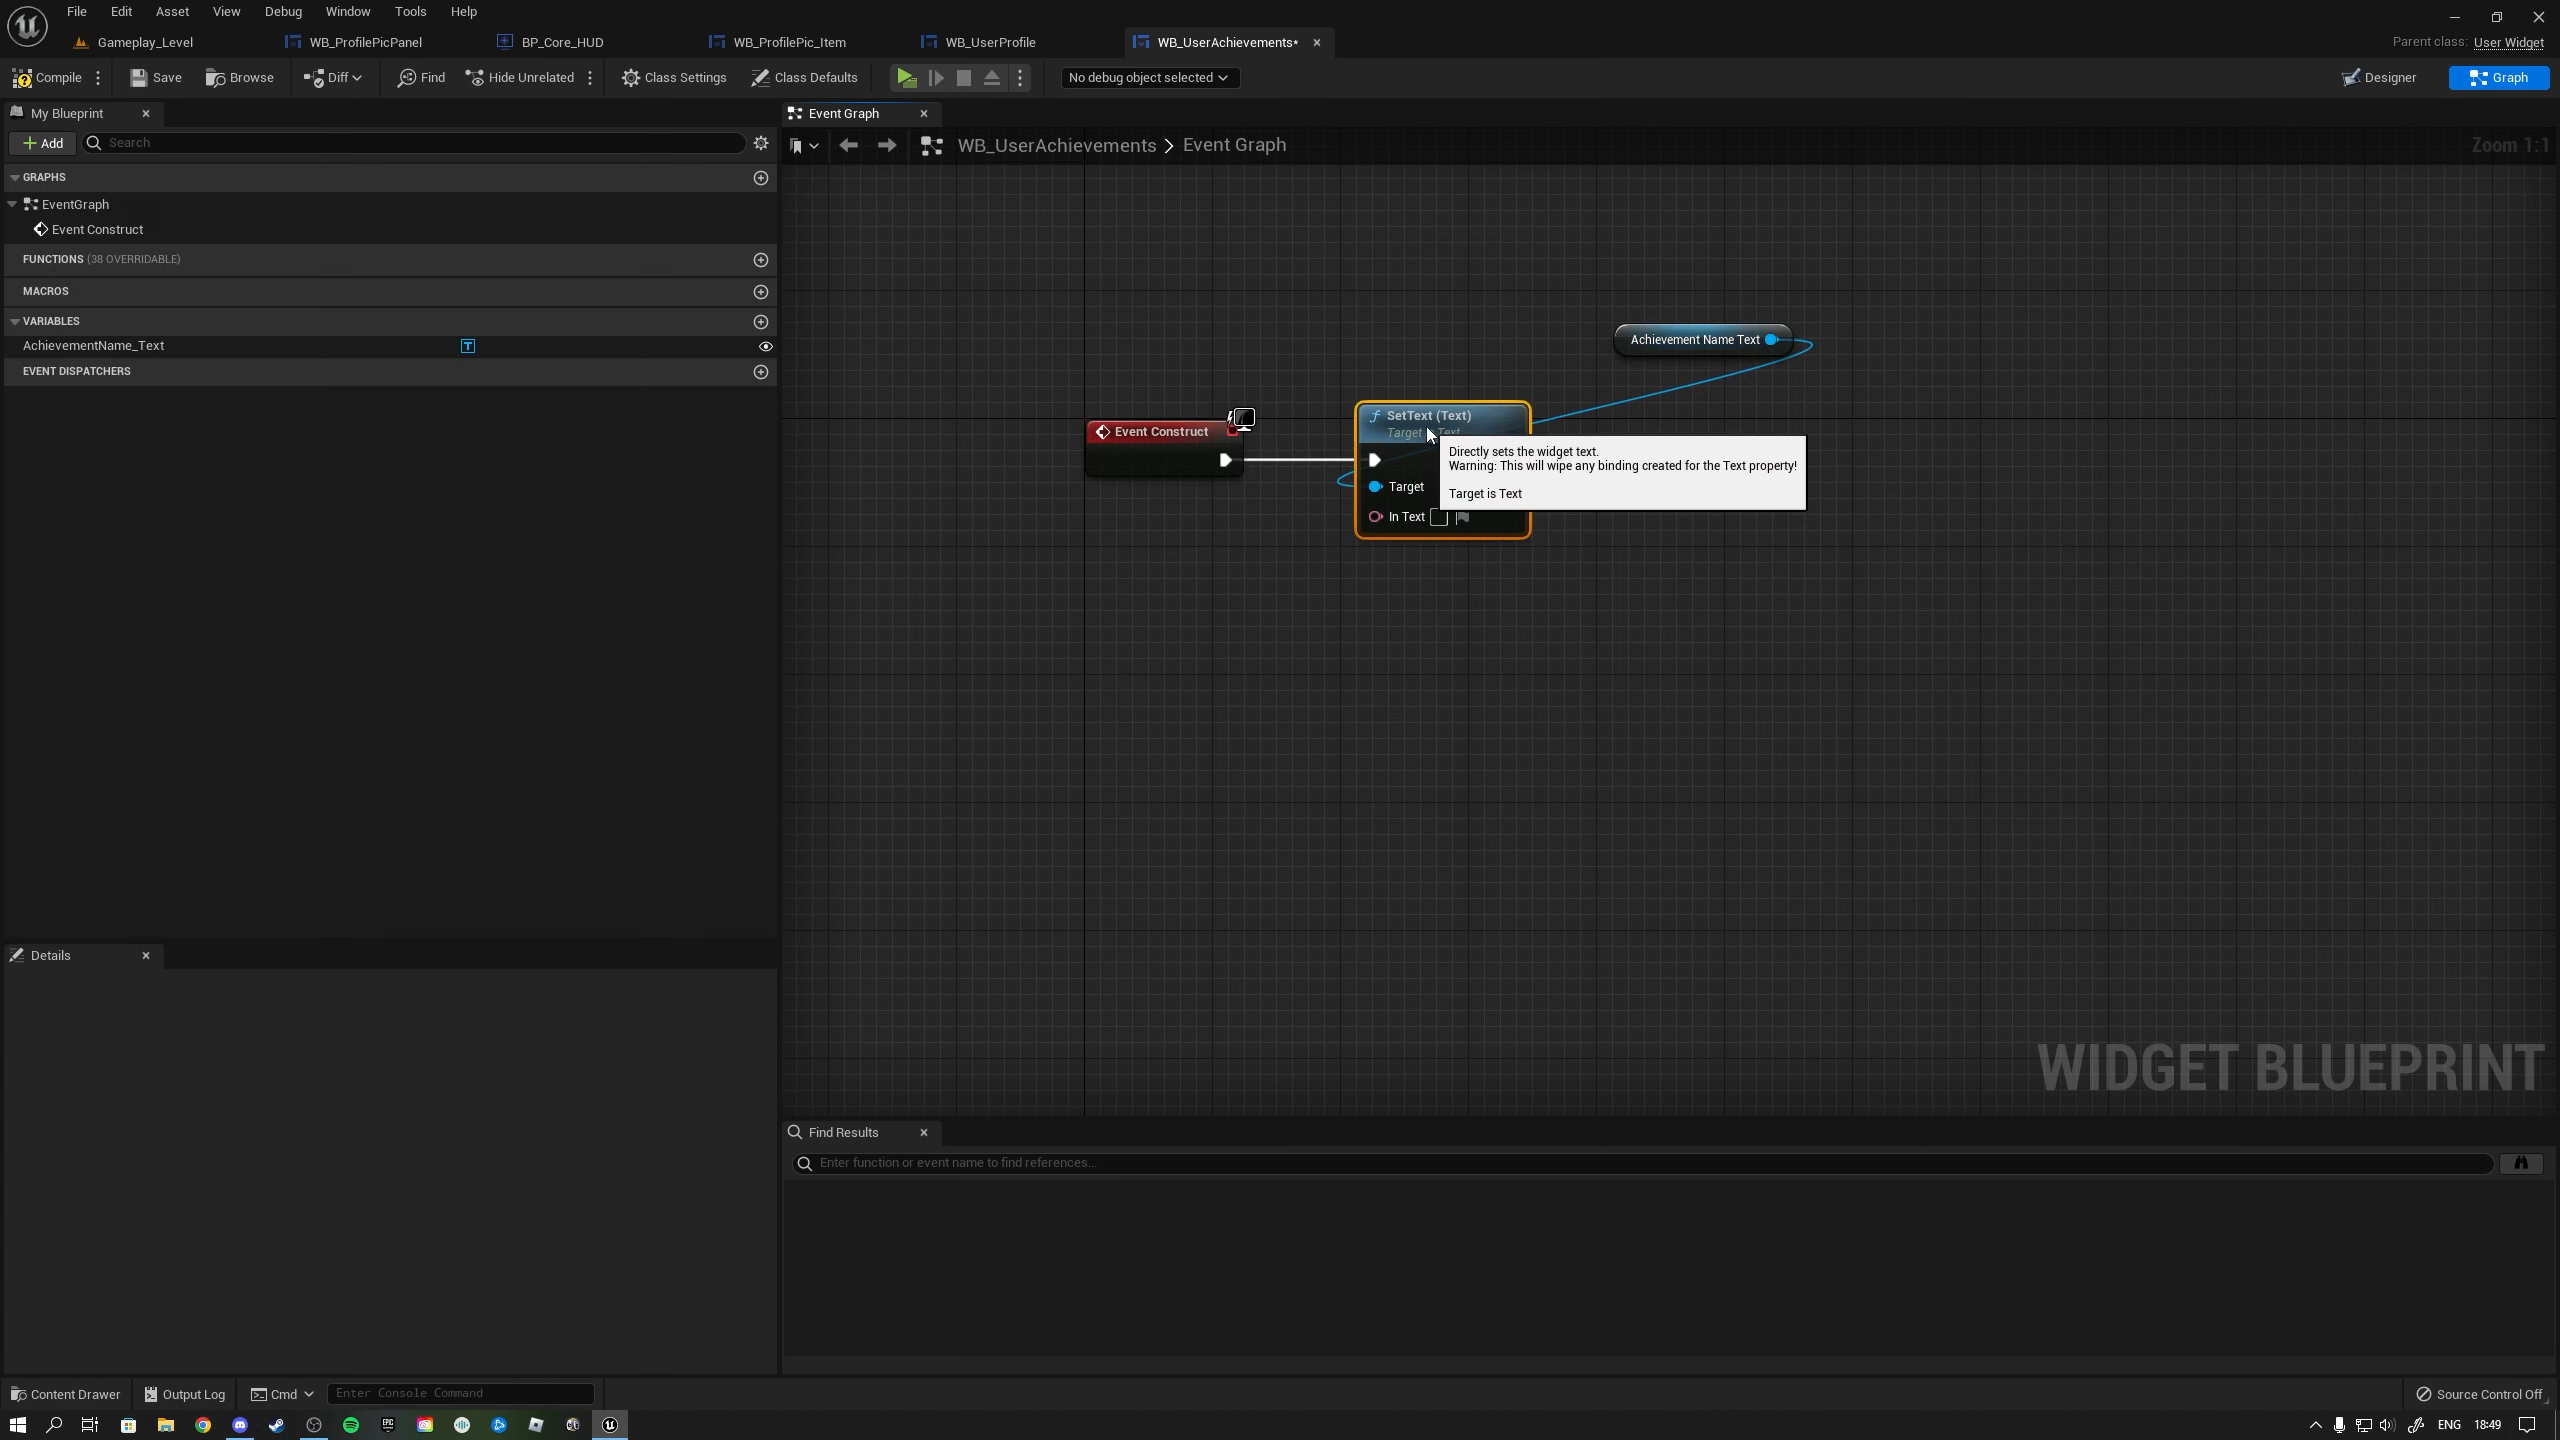 File Edit Asset View Debug Window Tools Help
Gameplay_Level WB_ProfilePicPanel BP_Core_HUD WB_ProfilePic_Item WB_UserProfile WB_UserAchievements* Parent class: User Widget
Compile Save Browse Diff Find Hide Unrelated Class Settings Class Defaults No debug object selected Designer Graph
My Blueprint Event Graph
Add Search WB_UserAchievements > Event Graph Zoom 1:1
GRAPHS
EventGraph
Event Construct
FUNCTIONS (38 OVERRIDABLE)
MACROS
VARIABLES
AchievementName_Text
EVENT DISPATCHERS
Achievement Name Text
Event Construct
SetText (Text)
Target Text
Target
In Text
Directly sets the widget text.
Warning: This will wipe any binding created for the Text property!
Target is Text
Details
WIDGET BLUEPRINT
Find Results
Enter function or event name to find references...
Content Drawer Output Log Cmd Enter Console Command Source Control Off
EPIC ENG 18:49